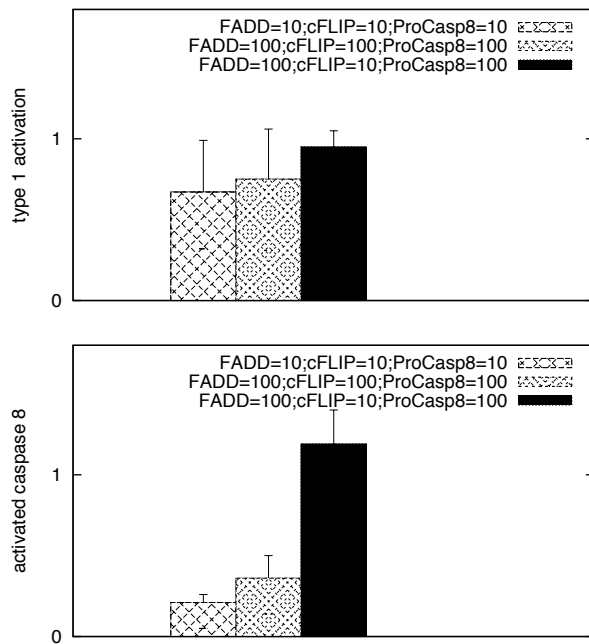 FADD=10;cFLIP=10;ProCasp8=10
FADD=100;cFLIP=100;ProCasp8=100
FADD=100;cFLIP=10;ProCasp8=100
type 1 activation
1
0
FADD=10;cFLIP=10;ProCasp8=10
FADD=100;cFLIP=100;ProCasp8=100
FADD=100;cFLIP=10;ProCasp8=100
activated caspase 8
1
0